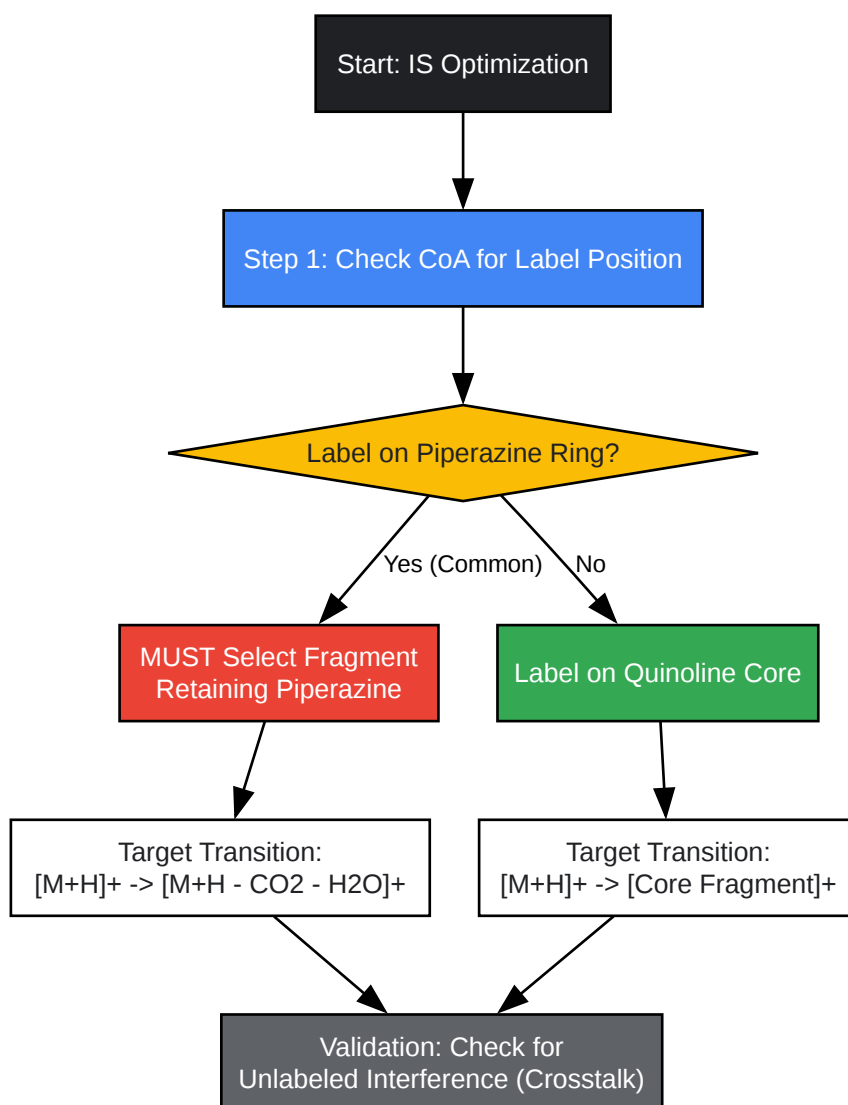 Start: IS Optimization
Step 1: Check CoA for Label Position
Label on Piperazine Ring?
Yes (Common)
No
MUST Select Fragment
Retaining Piperazine
Label on Quinoline Core
Target Transition:
[M+H]+ -> [M+H - CO2 - H2O]+
Target Transition:
[M+H]+ -> [Core Fragment]+
Validation: Check for
Unlabeled Interference (Crosstalk)